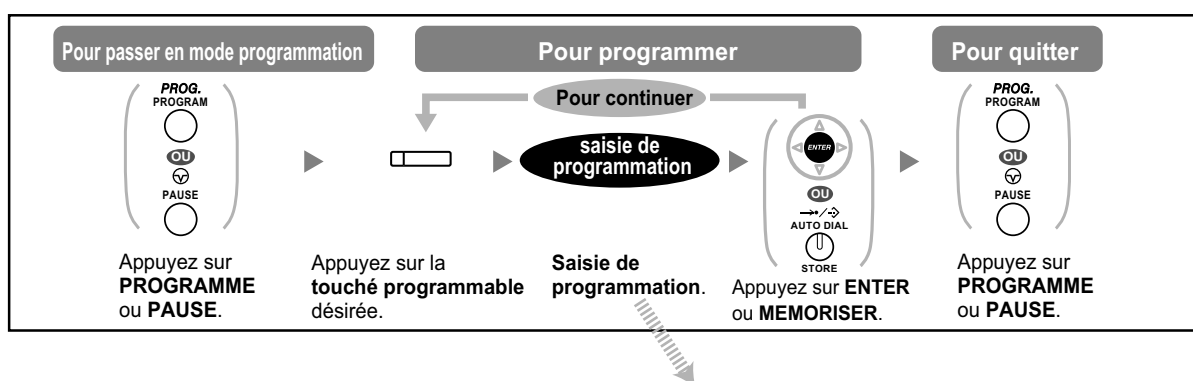 Pour passer en mode programmation
Pour programmer
Pour quitter
PROG.
PROGRAM
OU
PAUSE
Appuyez sur
PROGRAMME
ou PAUSE.
Appuyez sur la
touché programmable
désirée.
Pour continuer
saisie de
programmation
Saisie de
programmation.
ENTER
OU
AUTO DIAL
STORE
Appuyez sur ENTER
ou MEMORISER.
PROG.
PROGRAM
OU
PAUSE
Appuyez sur
PROGRAMME
ou PAUSE.